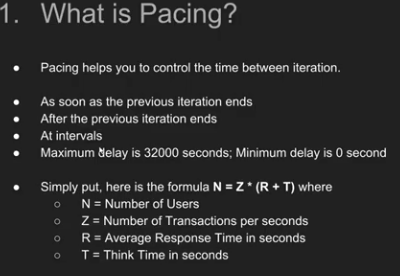 1. What is Pacing?
● Pacing helps you to control the time between iteration.
● As soon as the previous iteration ends
● After the previous iteration ends
● At intervals
● Maximum delay is 32000 seconds; Minimum delay is 0 second
● Simply put, here is the formula N = Z * (R + T) where
○ N = Number of Users
○ Z = Number of Transactions per seconds
○ R = Average Response Time in seconds
○ T = Think Time in seconds